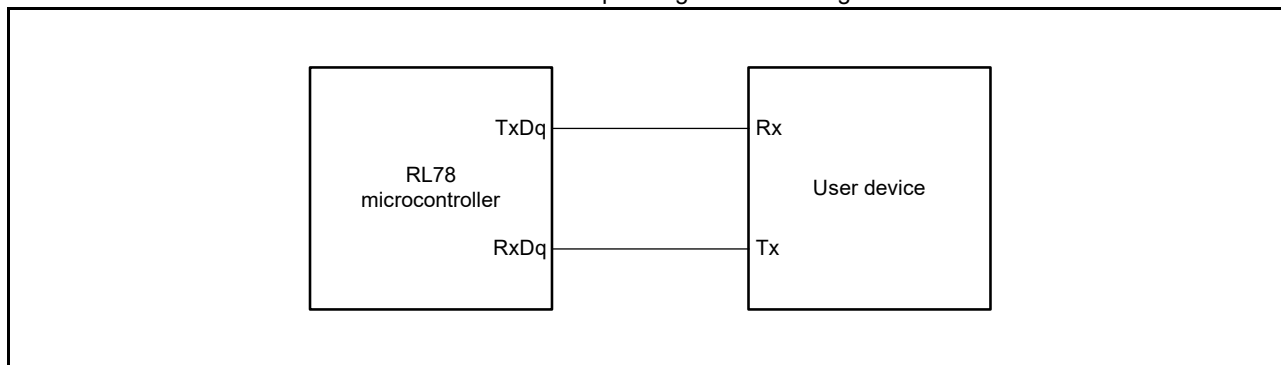 TxDq
Rx
RL78
microcontroller
User device
RxDq
Tx